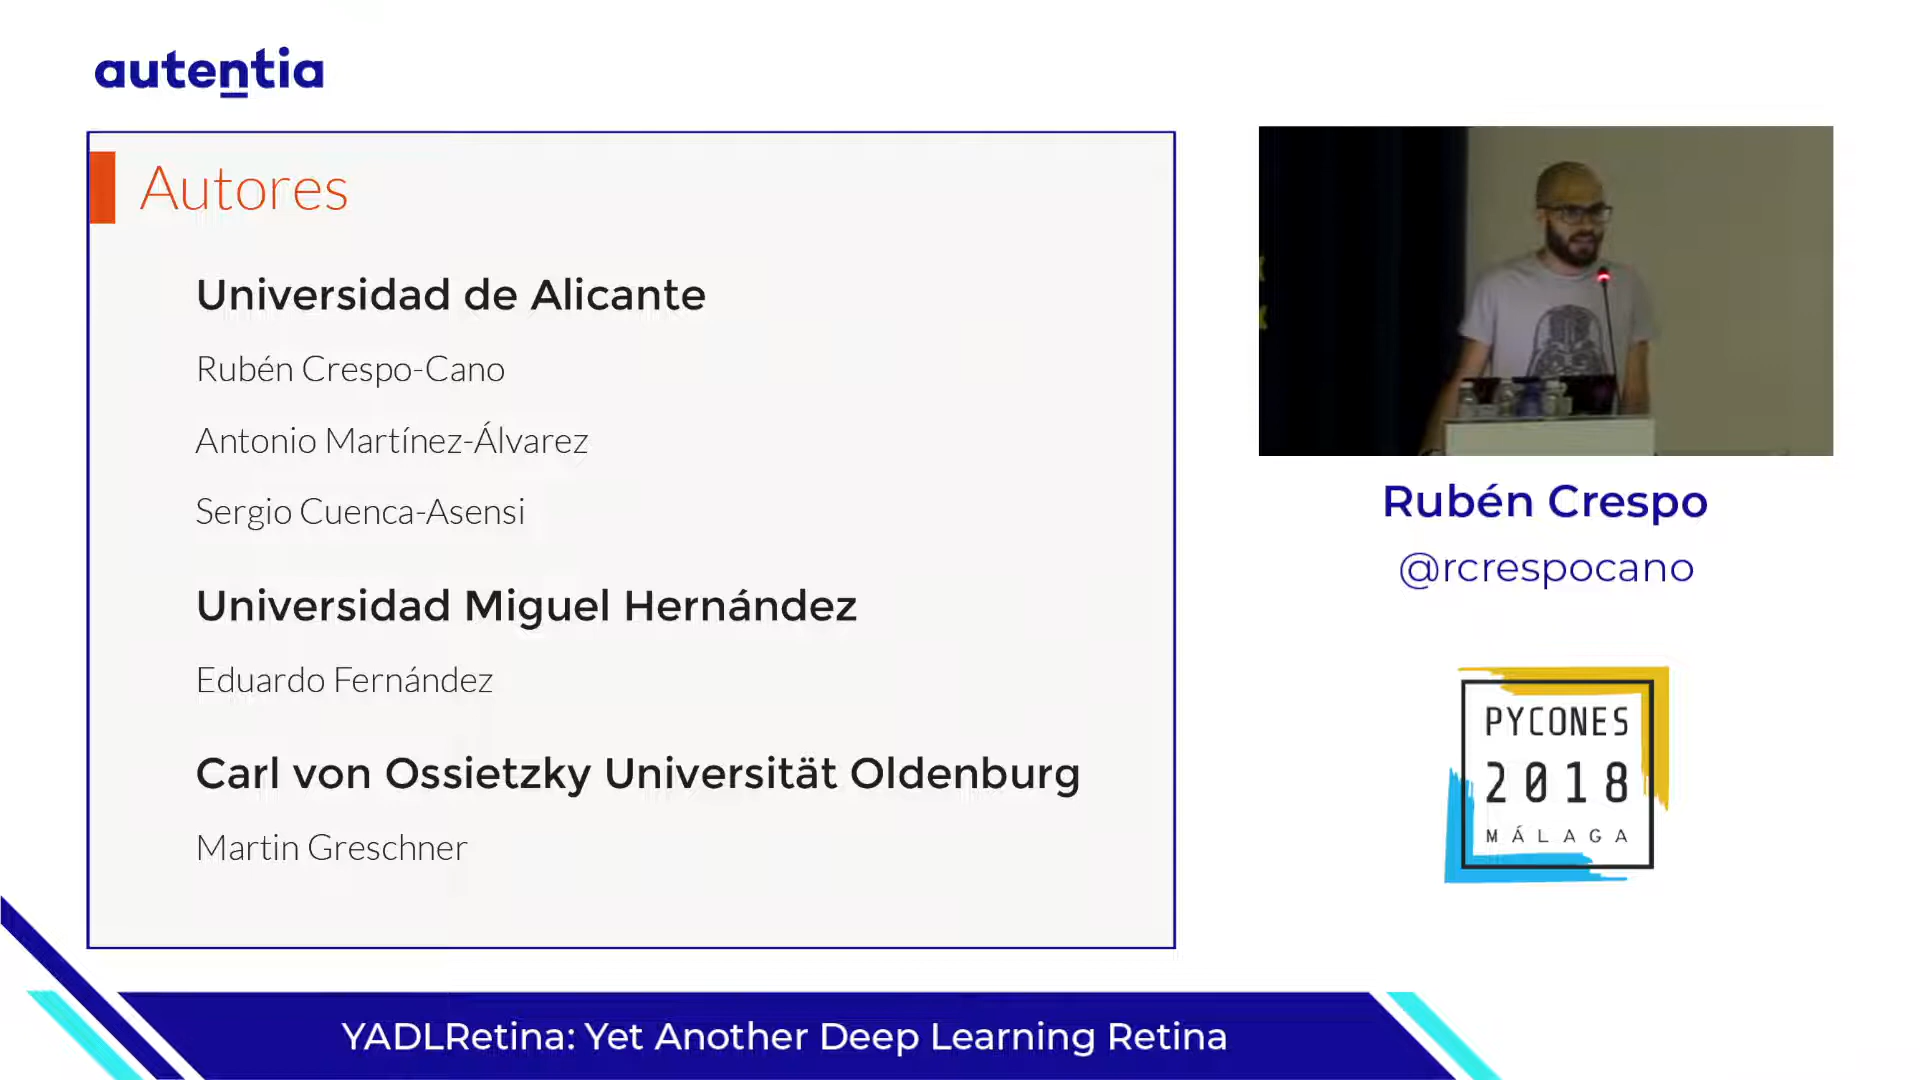 autentia
Autores
Universidad de Alicante
Rubén Crespo-Cano
Antonio Martínez-Álvarez
Sergio Cuenca-Asensi
Universidad Miguel Hernández
Eduardo Fernández
Carl von Ossietzky Universität Oldenburg
Martin Greschner
Rubén Crespo
@rcrespocano
PYCONES
2018
MÁLAGA
YADLRetina: Yet Another Deep Learning Retina